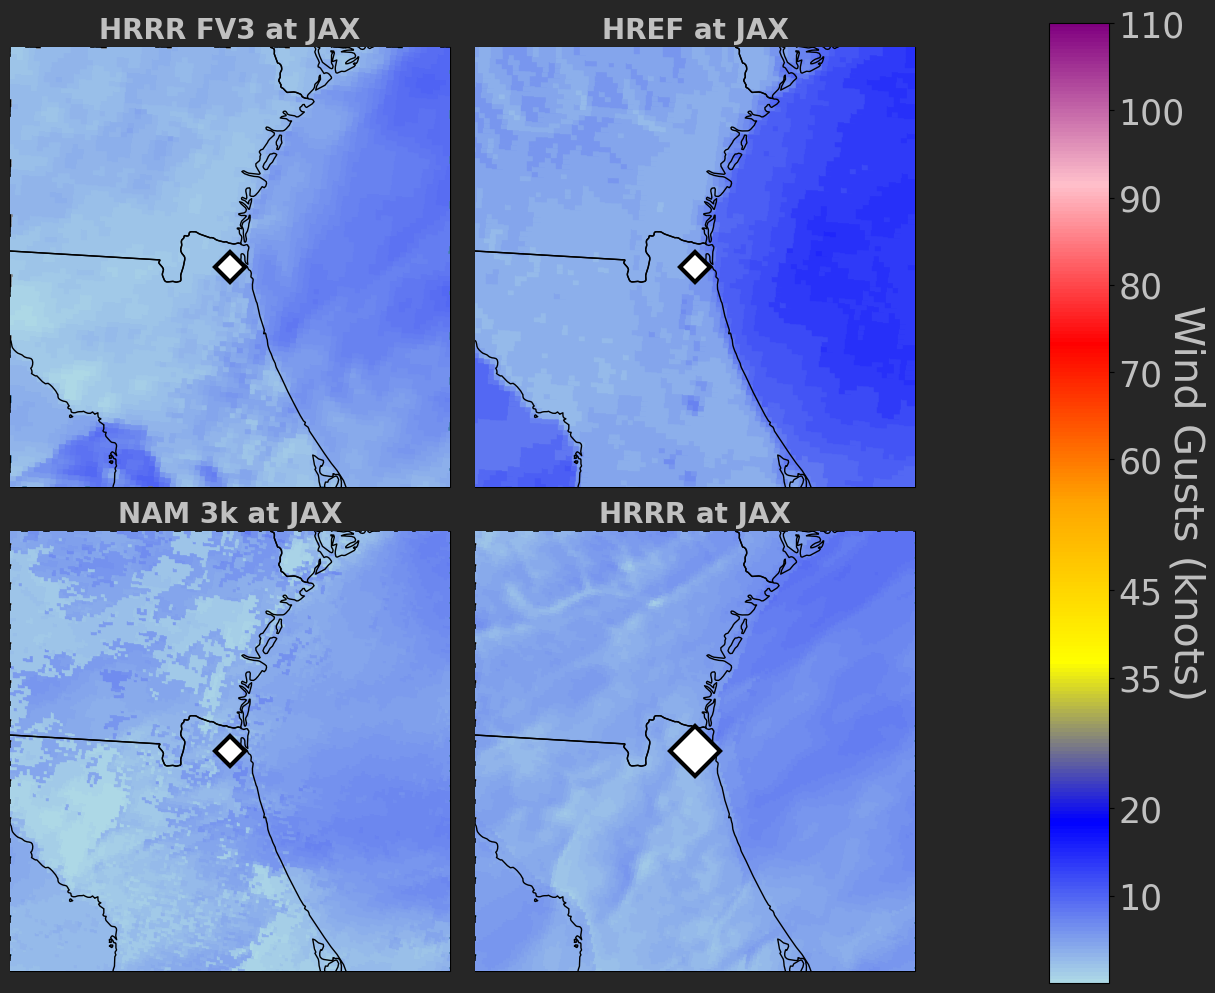 HRRR FV3 at JAX
HREF at JAX
NAM 3k at JAX
HRRR at JAX
110
100
90
80
70
60
45
35
20
10
Wind Gusts (knots)